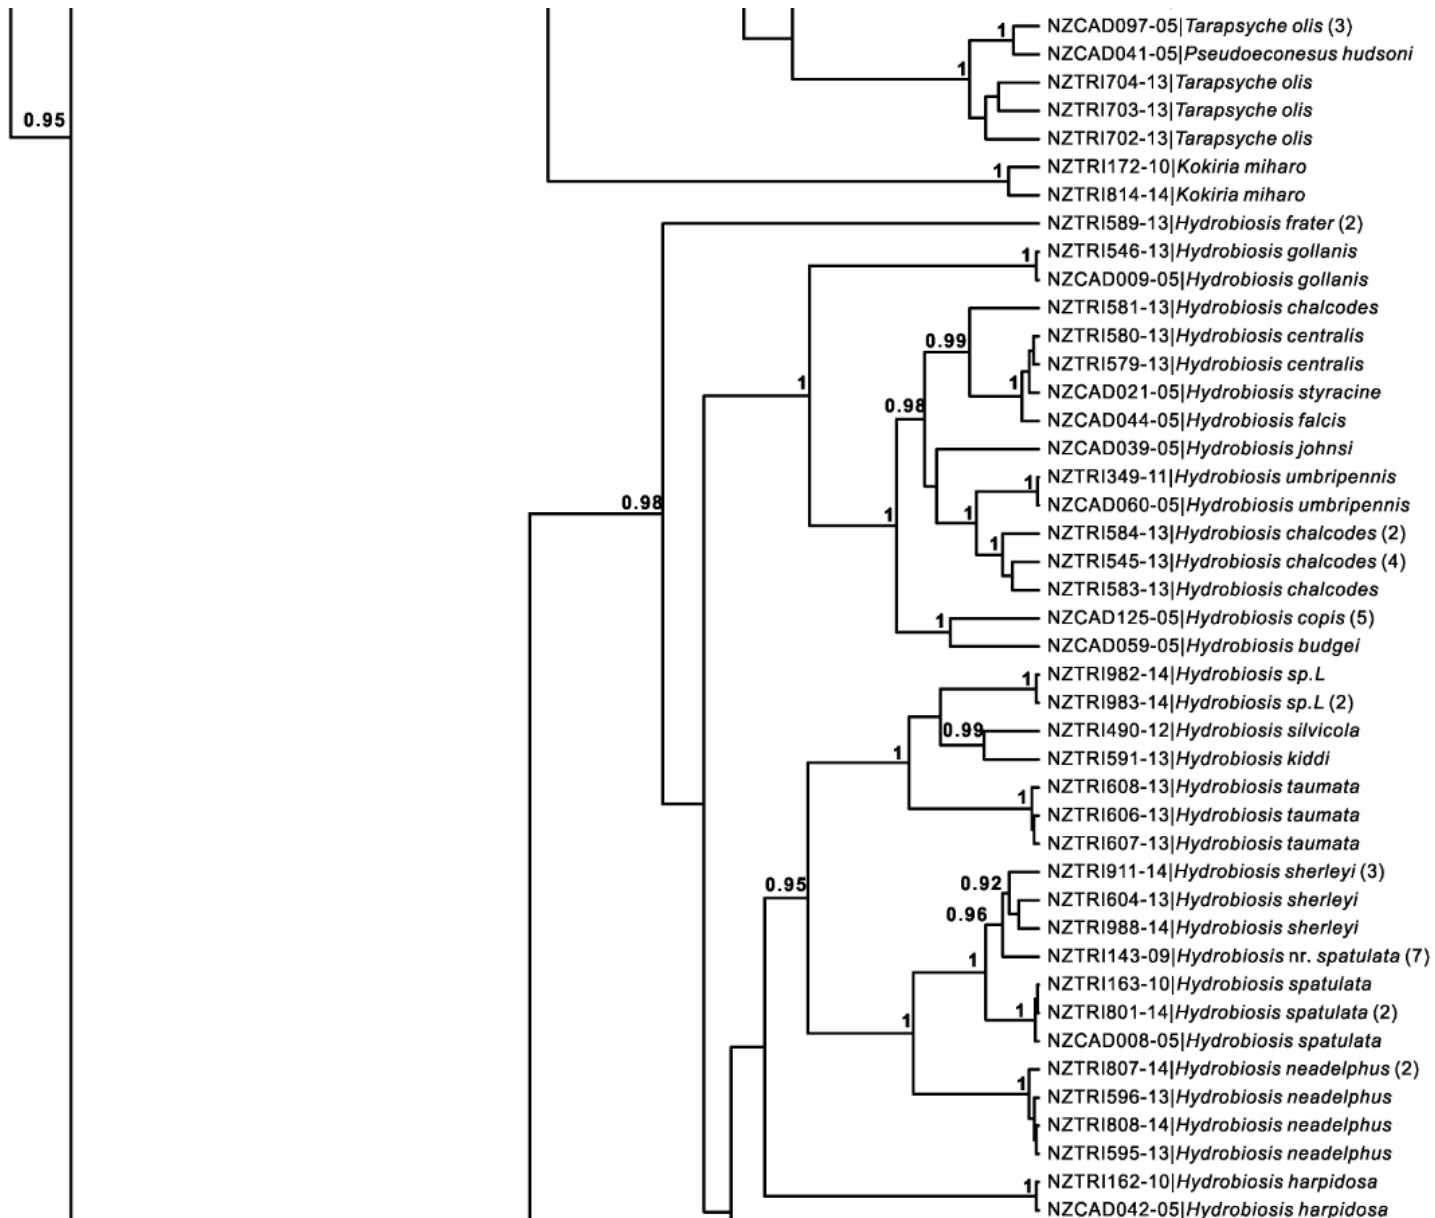 1 NZCAD097-05|Tarapsyche olis (3)
NZCAD041-05|Pseudoeconesus hudsoni
1 NZTRI704-13|Tarapsyche olis
NZTRI703-13|Tarapsyche olis
0.95
NZTRI702-13|Tarapsyche olis
1 NZTRI172-10|Kokiria miharo
NZTRI814-14|Kokiria miharo
NZTRI589-13|Hydrobiosis frater (2)
1 NZTRI546-13|Hydrobiosis gollanis
NZCAD009-05|Hydrobiosis gollanis
NZTRI581-13|Hydrobiosis chalcodes
0.99 NZTRI580-13|Hydrobiosis centralis
NZTRI579-13|Hydrobiosis centralis
1 1 NZCAD021-05|Hydrobiosis styracine
0.98 NZCAD044-05|Hydrobiosis falcis
NZCAD039-05|Hydrobiosis johnsi
1 NZTRI349-11|Hydrobiosis umbripennis
0.98 NZCAD060-05|Hydrobiosis umbripennis
1 1 NZTRI584-13|Hydrobiosis chalcodes (2)
1 NZTRI545-13|Hydrobiosis chalcodes (4)
NZTRI583-13|Hydrobiosis chalcodes
1 NZCAD125-05|Hydrobiosis copis (5)
NZCAD059-05|Hydrobiosis budgei
1 NZTRI982-14|Hydrobiosis sp.L
NZTRI983-14|Hydrobiosis sp.L (2)
0.99 NZTRI490-12|Hydrobiosis silvicola
1 NZTRI591-13|Hydrobiosis kiddi
1 NZTRI608-13|Hydrobiosis taumata
NZTRI606-13|Hydrobiosis taumata
NZTRI607-13|Hydrobiosis taumata
0.95 0.92 NZTRI911-14|Hydrobiosis sherleyi (3)
NZTRI604-13|Hydrobiosis sherleyi
0.96 NZTRI988-14|Hydrobiosis sherleyi
1 NZTRI143-09|Hydrobiosis nr. spatulata (7)
NZTRI163-10|Hydrobiosis spatulata
1 1 NZTRI801-14|Hydrobiosis spatulata (2)
NZCAD008-05|Hydrobiosis spatulata
1 NZTRI807-14|Hydrobiosis neadelphus (2)
NZTRI596-13|Hydrobiosis neadelphus
NZTRI808-14|Hydrobiosis neadelphus
NZTRI595-13|Hydrobiosis neadelphus
1 NZTRI162-10|Hydrobiosis harpidosa
NZCAD042-05|Hydrobiosis harpidosa